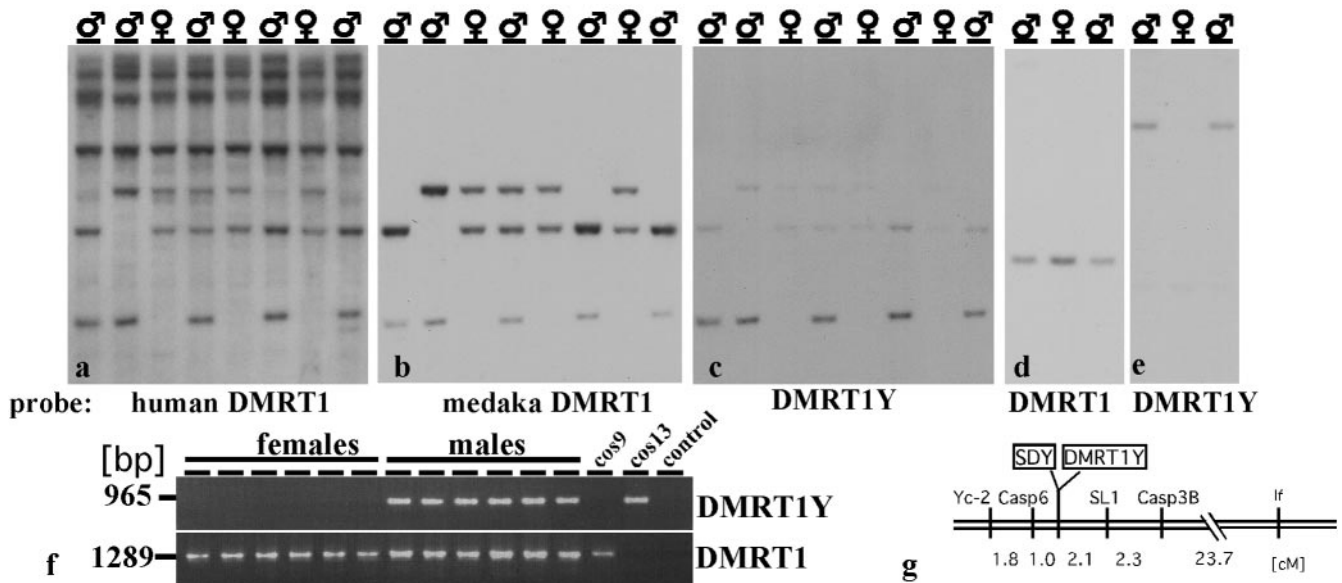 ♂ ♂ ♀ ♂ ♀ ♂ ♀ ♂ ♂ ♂ ♀ ♂ ♀ ♂ ♀ ♂ ♂ ♂ ♀ ♂ ♀ ♂ ♀ ♂ ♂ ♀ ♂ ♂ ♀ ♂
a b c d e
probe: human DMRT1 medaka DMRT1 DMRT1Y DMRT1 DMRT1Y
[bp] females males cos9 cos13 control
965 DMRT1Y
f 1289 DMRT1
SDY DMRT1Y
Yc-2 Casp6 SL1 Casp3B If
1.8 1.0 2.1 2.3 23.7 [cM]
g